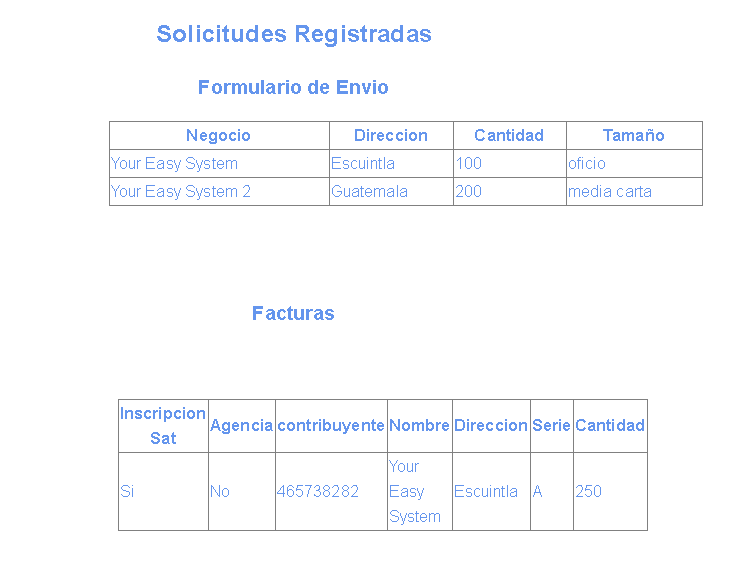 Solicitudes Registradas
Formulario de Envio
Negocio Direccion Cantidad Tamaño
Your Easy System Escuintla 100 oficio
Your Easy System 2 Guatemala 200 media carta
Facturas
Inscripcion Sat Agencia contribuyente Nombre Direccion Serie Cantidad
Si No 465738282 Your Easy System Escuintla A 250